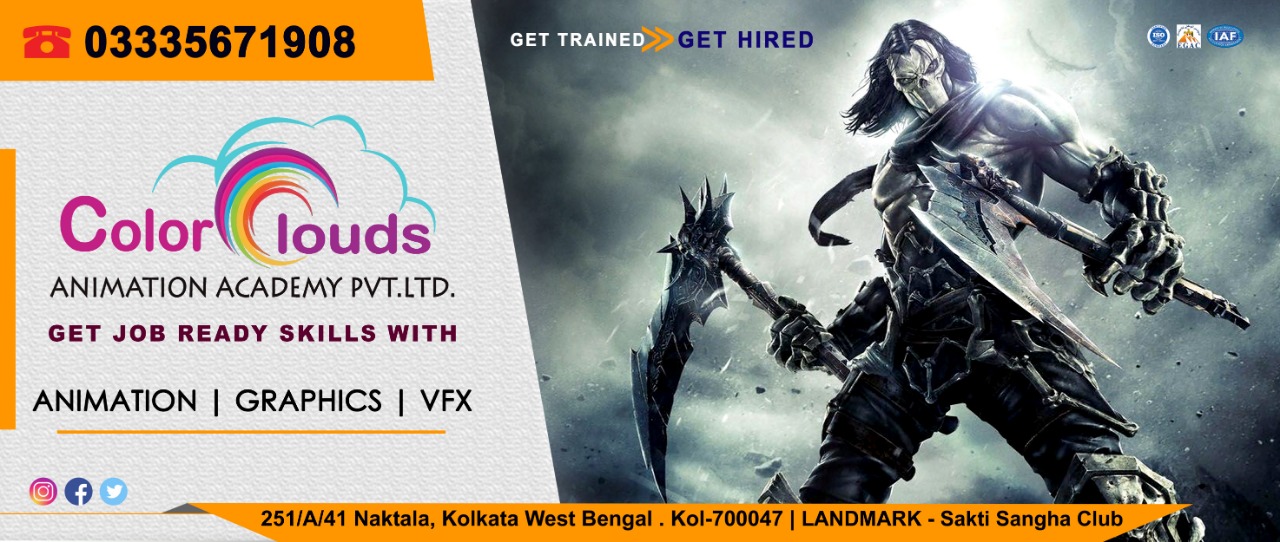 03335671908
GET TRAINED GET HIRED
ISO
EGAC
IAF
Color Clouds
ANIMATION ACADEMY PVT.LTD.
GET JOB READY SKILLS WITH
ANIMATION | GRAPHICS | VFX
251/A/41 Naktala, Kolkata West Bengal . Kol-700047 | LANDMARK - Sakti Sangha Club